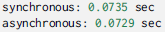 synchronous: 0.0735 sec
asynchronous: 0.0729 sec